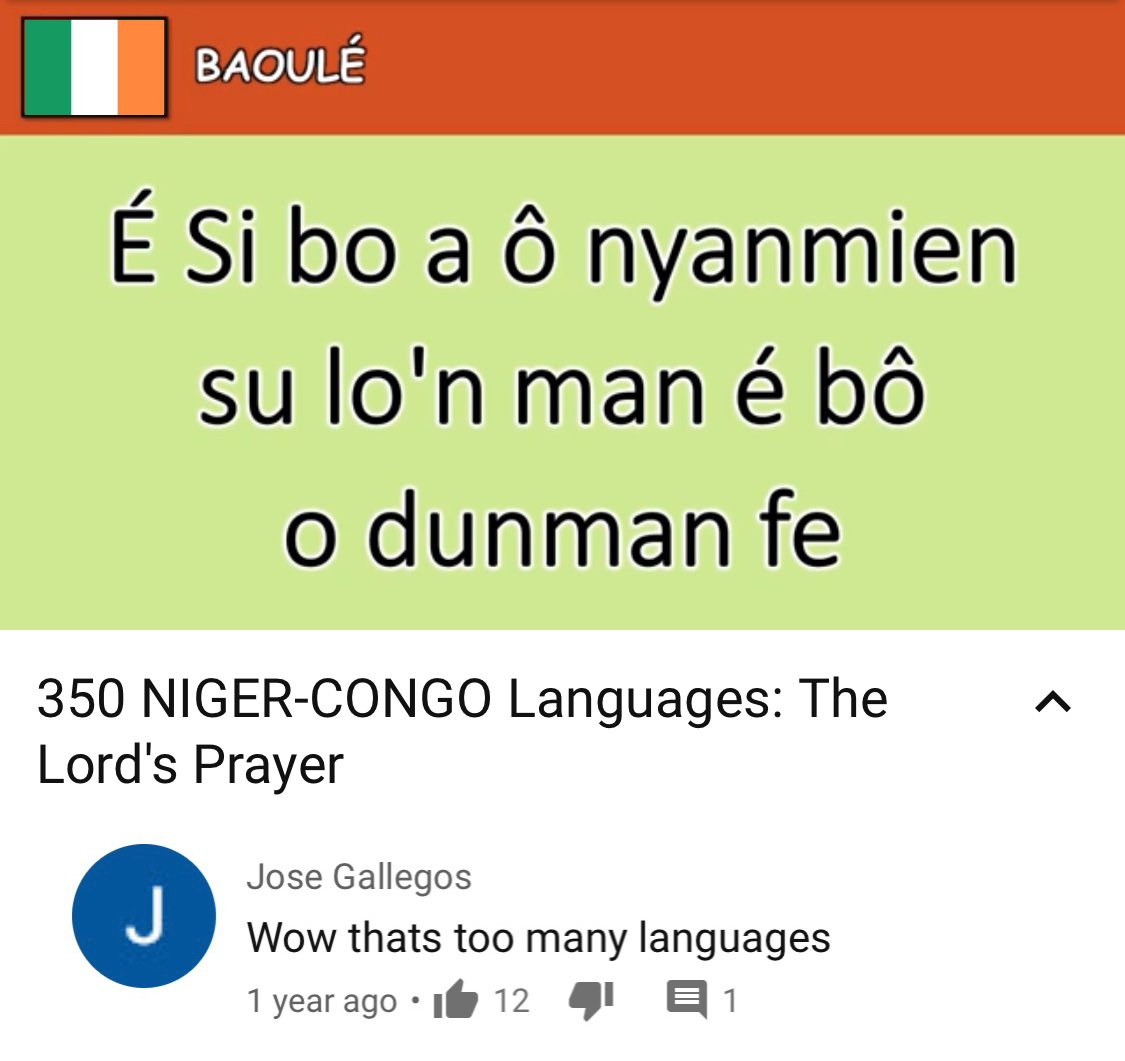 BAOULÉ
É Si bo a ô nyanmien
su lo'n man é bô
o dunman fe
350 NIGER-CONGO Languages: The
Lord's Prayer
J
Jose Gallegos
Wow thats too many languages
1 year ago • 12 1